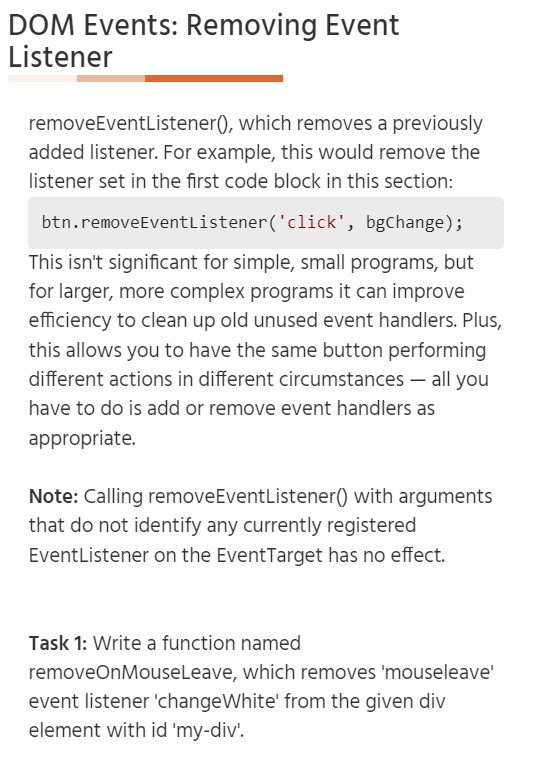 DOM Events: Removing Event
Listener
removeEventListener(), which removes a previously
added listener. For example, this would remove the
listener set in the first code block in this section:
btn.removeEventListener('click', bgChange);
This isn't significant for simple, small programs, but
for larger, more complex programs it can improve
efficiency to clean up old unused event handlers. Plus,
this allows you to have the same button performing
different actions in different circumstances — all you
have to do is add or remove event handlers as
appropriate.
Note: Calling removeEventListener() with arguments
that do not identify any currently registered
EventListener on the EventTarget has no effect.
Task 1: Write a function named
removeOnMouseLeave, which removes 'mouseleave'
event listener 'changeWhite' from the given div
element with id 'my-div'.